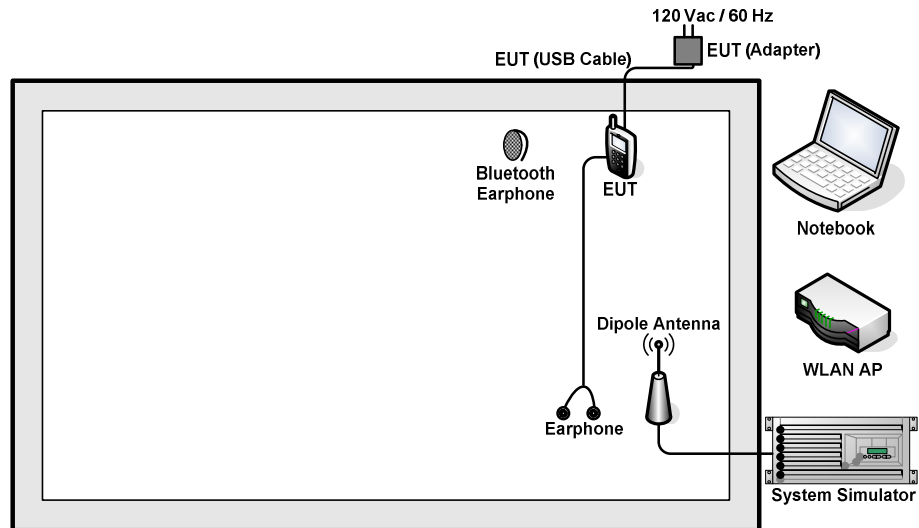 120 Vac / 60 Hz
EUT (USB Cable)
EUT (Adapter)
Bluetooth
Earphone
EUT
Notebook
Dipole Antenna
WLAN AP
Earphone
System Simulator